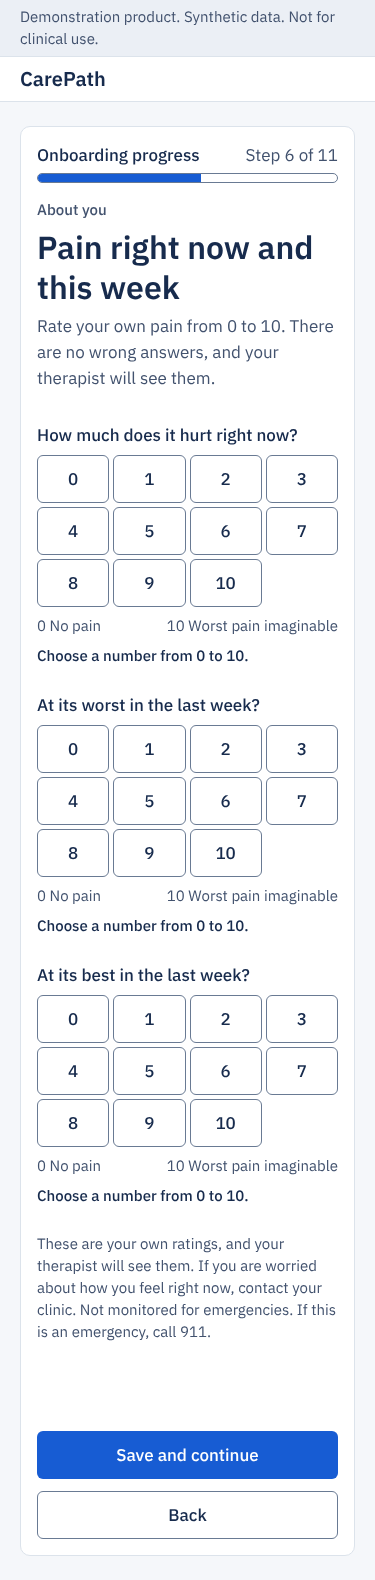 Demonstration product. Synthetic data. Not for
clinical use.
CarePath
Onboarding progress Step 6 of 11
About you
Pain right now and
this week
Rate your own pain from 0 to 10. There
are no wrong answers, and your
therapist will see them.
How much does it hurt right now?
0 1 2 3
4 5 6 7
8 9 10
0 No pain 10 Worst pain imaginable
Choose a number from 0 to 10.
At its worst in the last week?
0 1 2 3
4 5 6 7
8 9 10
0 No pain 10 Worst pain imaginable
Choose a number from 0 to 10.
At its best in the last week?
0 1 2 3
4 5 6 7
8 9 10
0 No pain 10 Worst pain imaginable
Choose a number from 0 to 10.
These are your own ratings, and your
therapist will see them. If you are worried
about how you feel right now, contact your
clinic. Not monitored for emergencies. If this
is an emergency, call 911.
Save and continue
Back